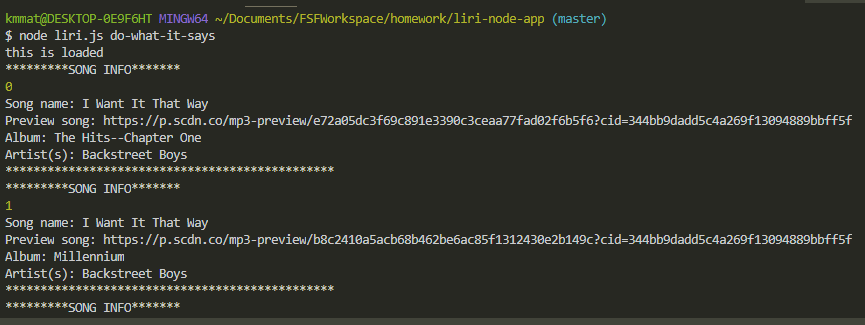 kmmat@DESKTOP-0E9F6HT MINGW64 ~/Documents/FSFWorkspace/homework/liri-node-app (master)
$ node liri.js do-what-it-says
this is loaded
*********SONG INFO*******
0
Song name: I Want It That Way
Preview song: https://p.scdn.co/mp3-preview/e72a05dc3f69c891e3390c3ceaa77fad02f6b5f6?cid=344bb9dadd5c4a269f13094889bbff5f
Album: The Hits--Chapter One
Artist(s): Backstreet Boys
***********************************************
*********SONG INFO*******
1
Song name: I Want It That Way
Preview song: https://p.scdn.co/mp3-preview/b8c2410a5acb68b462be6ac85f1312430e2b149c?cid=344bb9dadd5c4a269f13094889bbff5f
Album: Millennium
Artist(s): Backstreet Boys
***********************************************
*********SONG INFO*******